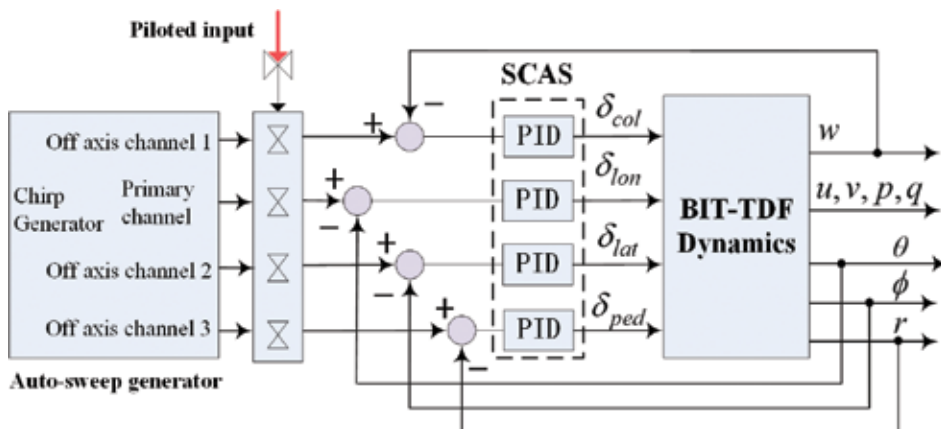 Piloted input
SCAS
Off axis channel 1
Chirp Generator
Primary channel
Off axis channel 2
Off axis channel 3
Auto-sweep generator
+
−
PID
δcol
+
−
PID
δlon
+
−
PID
δlat
+
−
PID
δped
BIT-TDF
Dynamics
w
u, v, p, q
θ
ϕ
r